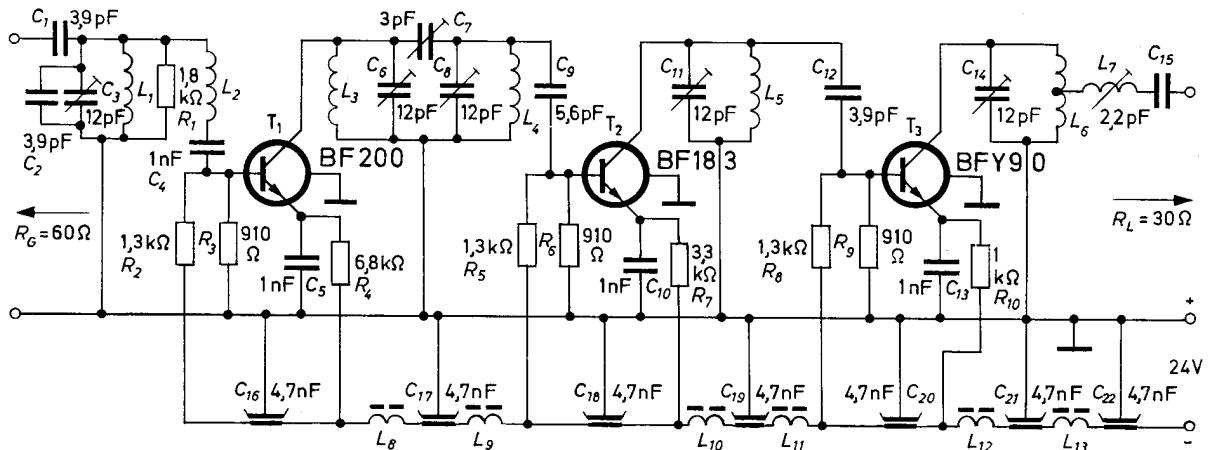 C1 3,9pF
C3 12pF
3,9pF C2
L1
1,8 kΩ R1
L2
1nF C4
T1
BF200
RG=60Ω
1,3kΩ R2
R3 910 Ω
1nF C5
6,8kΩ R4
L3
C6 12pF
3pF C7
C8 12pF
L4
C9 5,6pF
T2
BF183
1,3kΩ R5
R6 910 Ω
1nF C10
3,3 kΩ R7
C11 12pF
L5
C12 3,9pF
T3
BFY90
1,3kΩ R8
R9 910 Ω
1nF C13
1 kΩ R10
C14 12pF
L6
L7
C15
2,2pF
RL=30Ω
+
24V
-
C16 4,7nF
L8
C17 4,7nF
L9
C18 4,7nF
L10
C19 4,7nF
L11
4,7nF C20
L12
C21 4,7nF
L13
C22 4,7nF